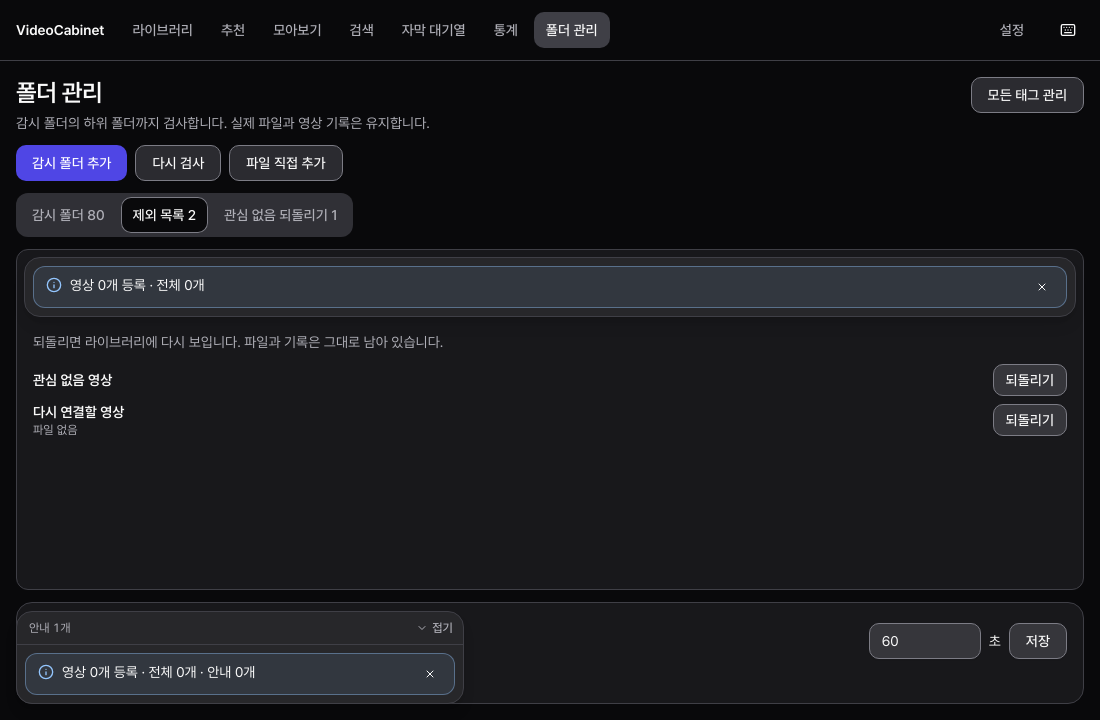 VideoCabinet 라이브러리 추천 모아보기 검색 자막 대기열 통계 폴더 관리 설정
폴더 관리
모든 태그 관리
감시 폴더의 하위 폴더까지 검사합니다. 실제 파일과 영상 기록은 유지합니다.
감시 폴더 추가 다시 검사 파일 직접 추가
감시 폴더 80 제외 목록 2 관심 없음 되돌리기 1
영상 0개 등록 · 전체 0개
되돌리면 라이브러리에 다시 보입니다. 파일과 기록은 그대로 남아 있습니다.
관심 없음 영상 되돌리기
다시 연결할 영상 되돌리기
파일 없음
안내 1개 접기
60 초 저장
영상 0개 등록 · 전체 0개 · 안내 0개